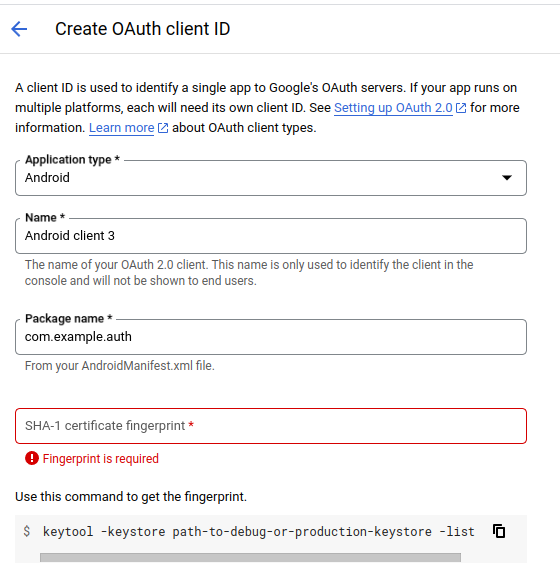 Create OAuth client ID
A client ID is used to identify a single app to Google's OAuth servers. If your app runs on
multiple platforms, each will need its own client ID. See Setting up OAuth 2.0 for more
information. Learn more about OAuth client types.
Application type *
Android
Name *
Android client 3
The name of your OAuth 2.0 client. This name is only used to identify the client in the
console and will not be shown to end users.
Package name *
com.example.auth
From your AndroidManifest.xml file.
SHA-1 certificate fingerprint *
Fingerprint is required
Use this command to get the fingerprint.
$ keytool -keystore path-to-debug-or-production-keystore -list